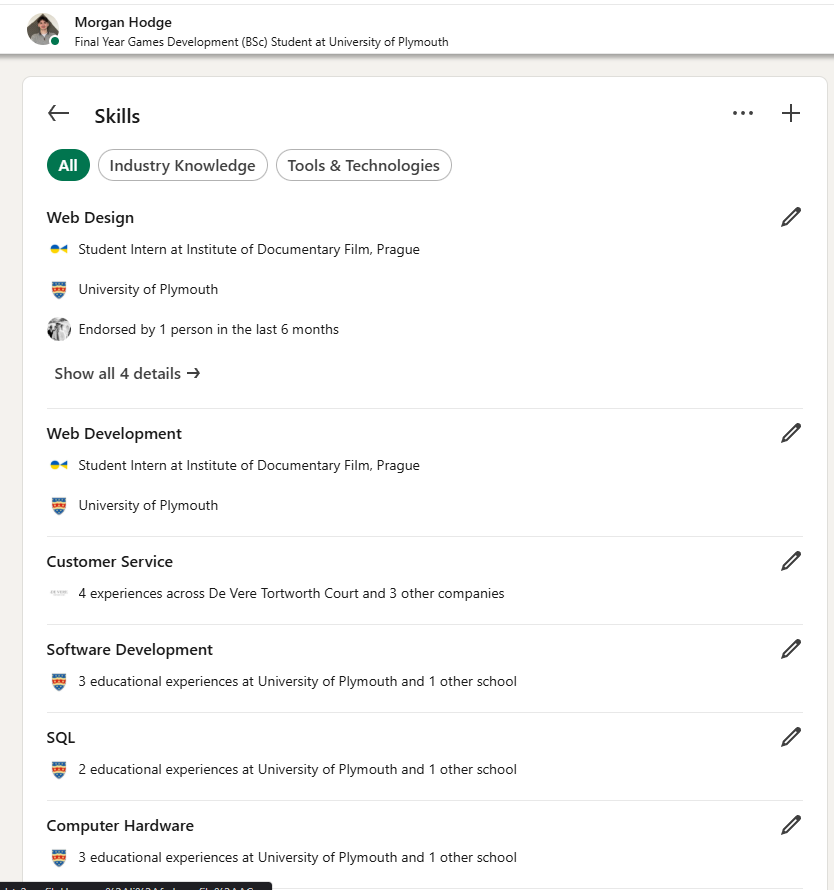 Morgan Hodge
Final Year Games Development (BSc) Student at University of Plymouth
Skills
All
Industry Knowledge
Tools & Technologies
Web Design
Student Intern at Institute of Documentary Film, Prague
University of Plymouth
Endorsed by 1 person in the last 6 months
Show all 4 details →
Web Development
Student Intern at Institute of Documentary Film, Prague
University of Plymouth
Customer Service
4 experiences across De Vere Tortworth Court and 3 other companies
Software Development
3 educational experiences at University of Plymouth and 1 other school
SQL
2 educational experiences at University of Plymouth and 1 other school
Computer Hardware
3 educational experiences at University of Plymouth and 1 other school